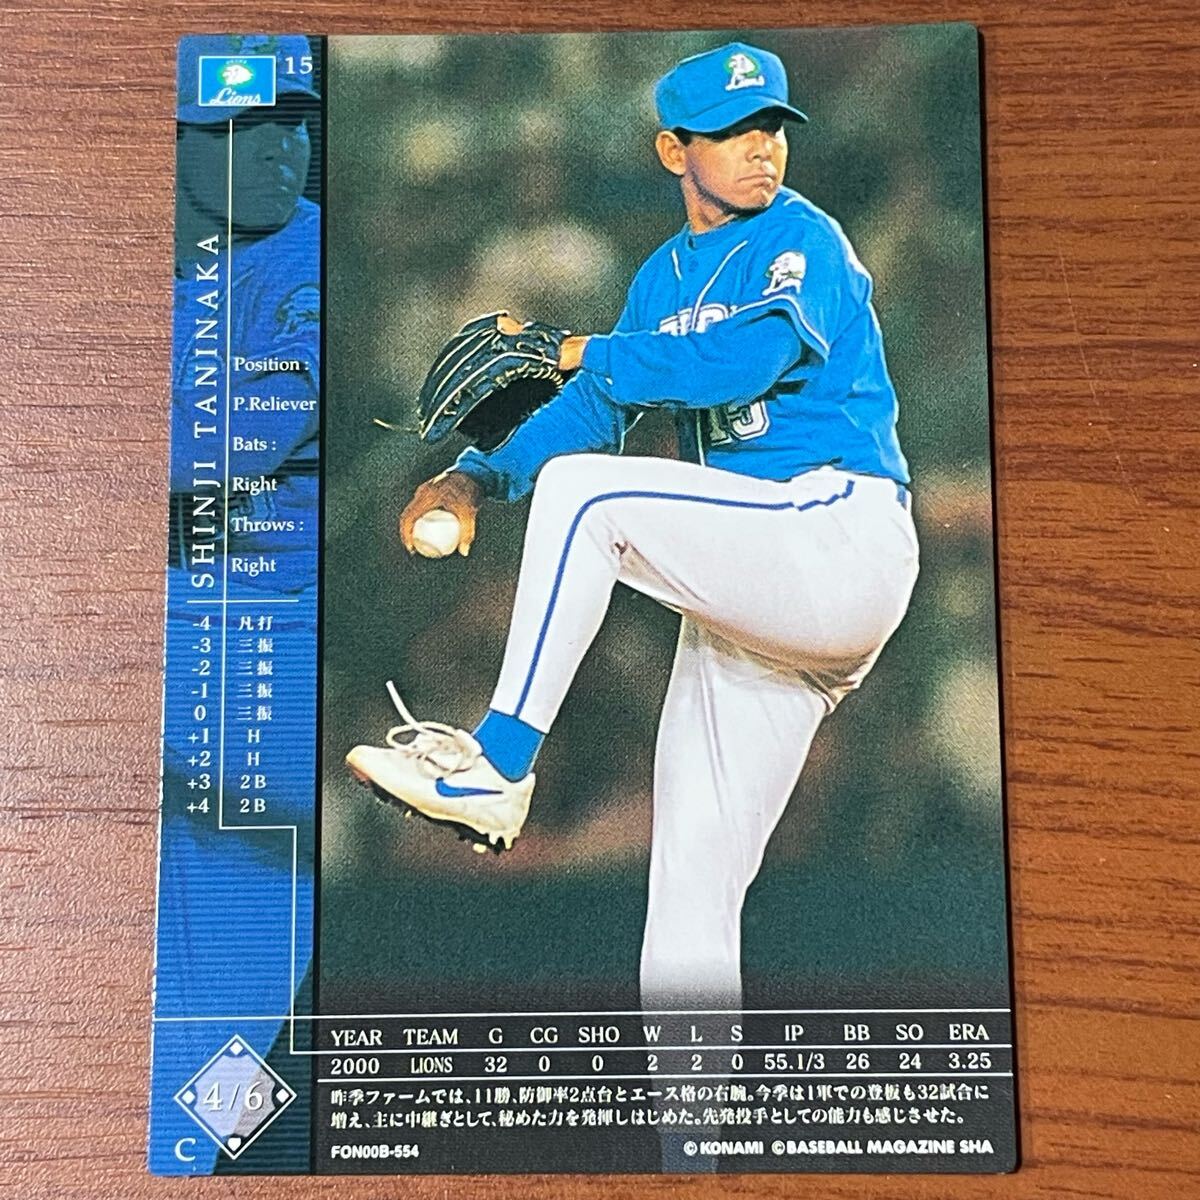 Lions
15
SHINJI TANINAKA
Position :
P.Reliever
Bats :
Right
Throws :
Right
-4 凡打
-3 三振
-2 三振
-1 三振
0 三振
+1 H
+2 H
+3 2B
+4 2B
Lions
15
YEAR TEAM G CG SHO W L S IP BB SO ERA
2000 LIONS 32 0 0 2 2 0 55.1/3 26 24 3.25
昨季ファームでは、11勝、防御率2点台とエース格の右腕。今季は1軍での登板も32試合に
増え、主に中継ぎとして、秘めた力を発揮しはじめた。先発投手としての能力も感じさせた。
4/6
C
FON00B-554
©KONAMI ©BASEBALL MAGAZINE SHA